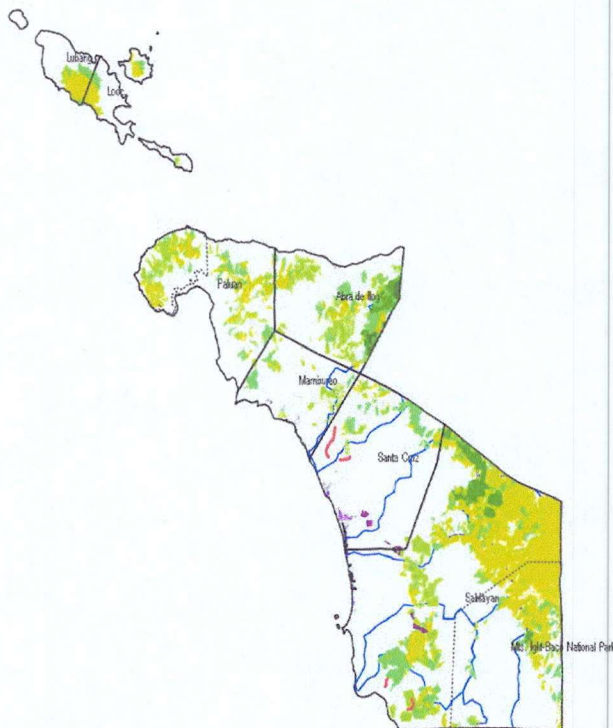 Lubang
Looc
Paluan
Abra de Ilog
Mamburao
Santa Cruz
Sablayan
Mts. Iglit-Baco National Park